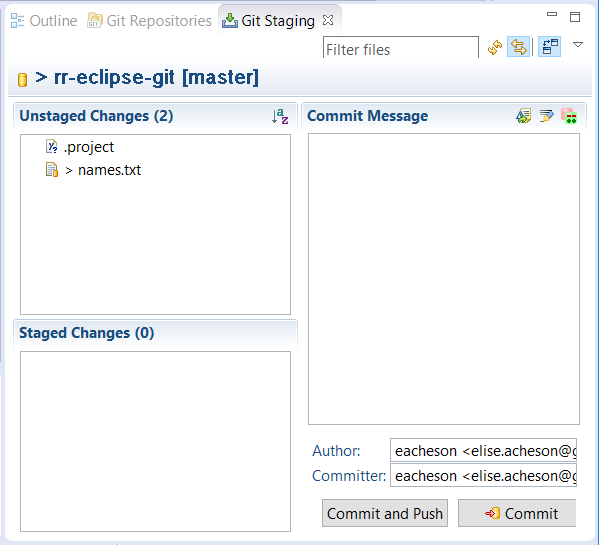 Outline Git Repositories Git Staging
Filter files
> rr-eclipse-git [master]
Unstaged Changes (2)
.project
> names.txt
Staged Changes (0)
Commit Message
Author: eacheson <elise.acheson@g
Committer: eacheson <elise.acheson@g
Commit and Push Commit